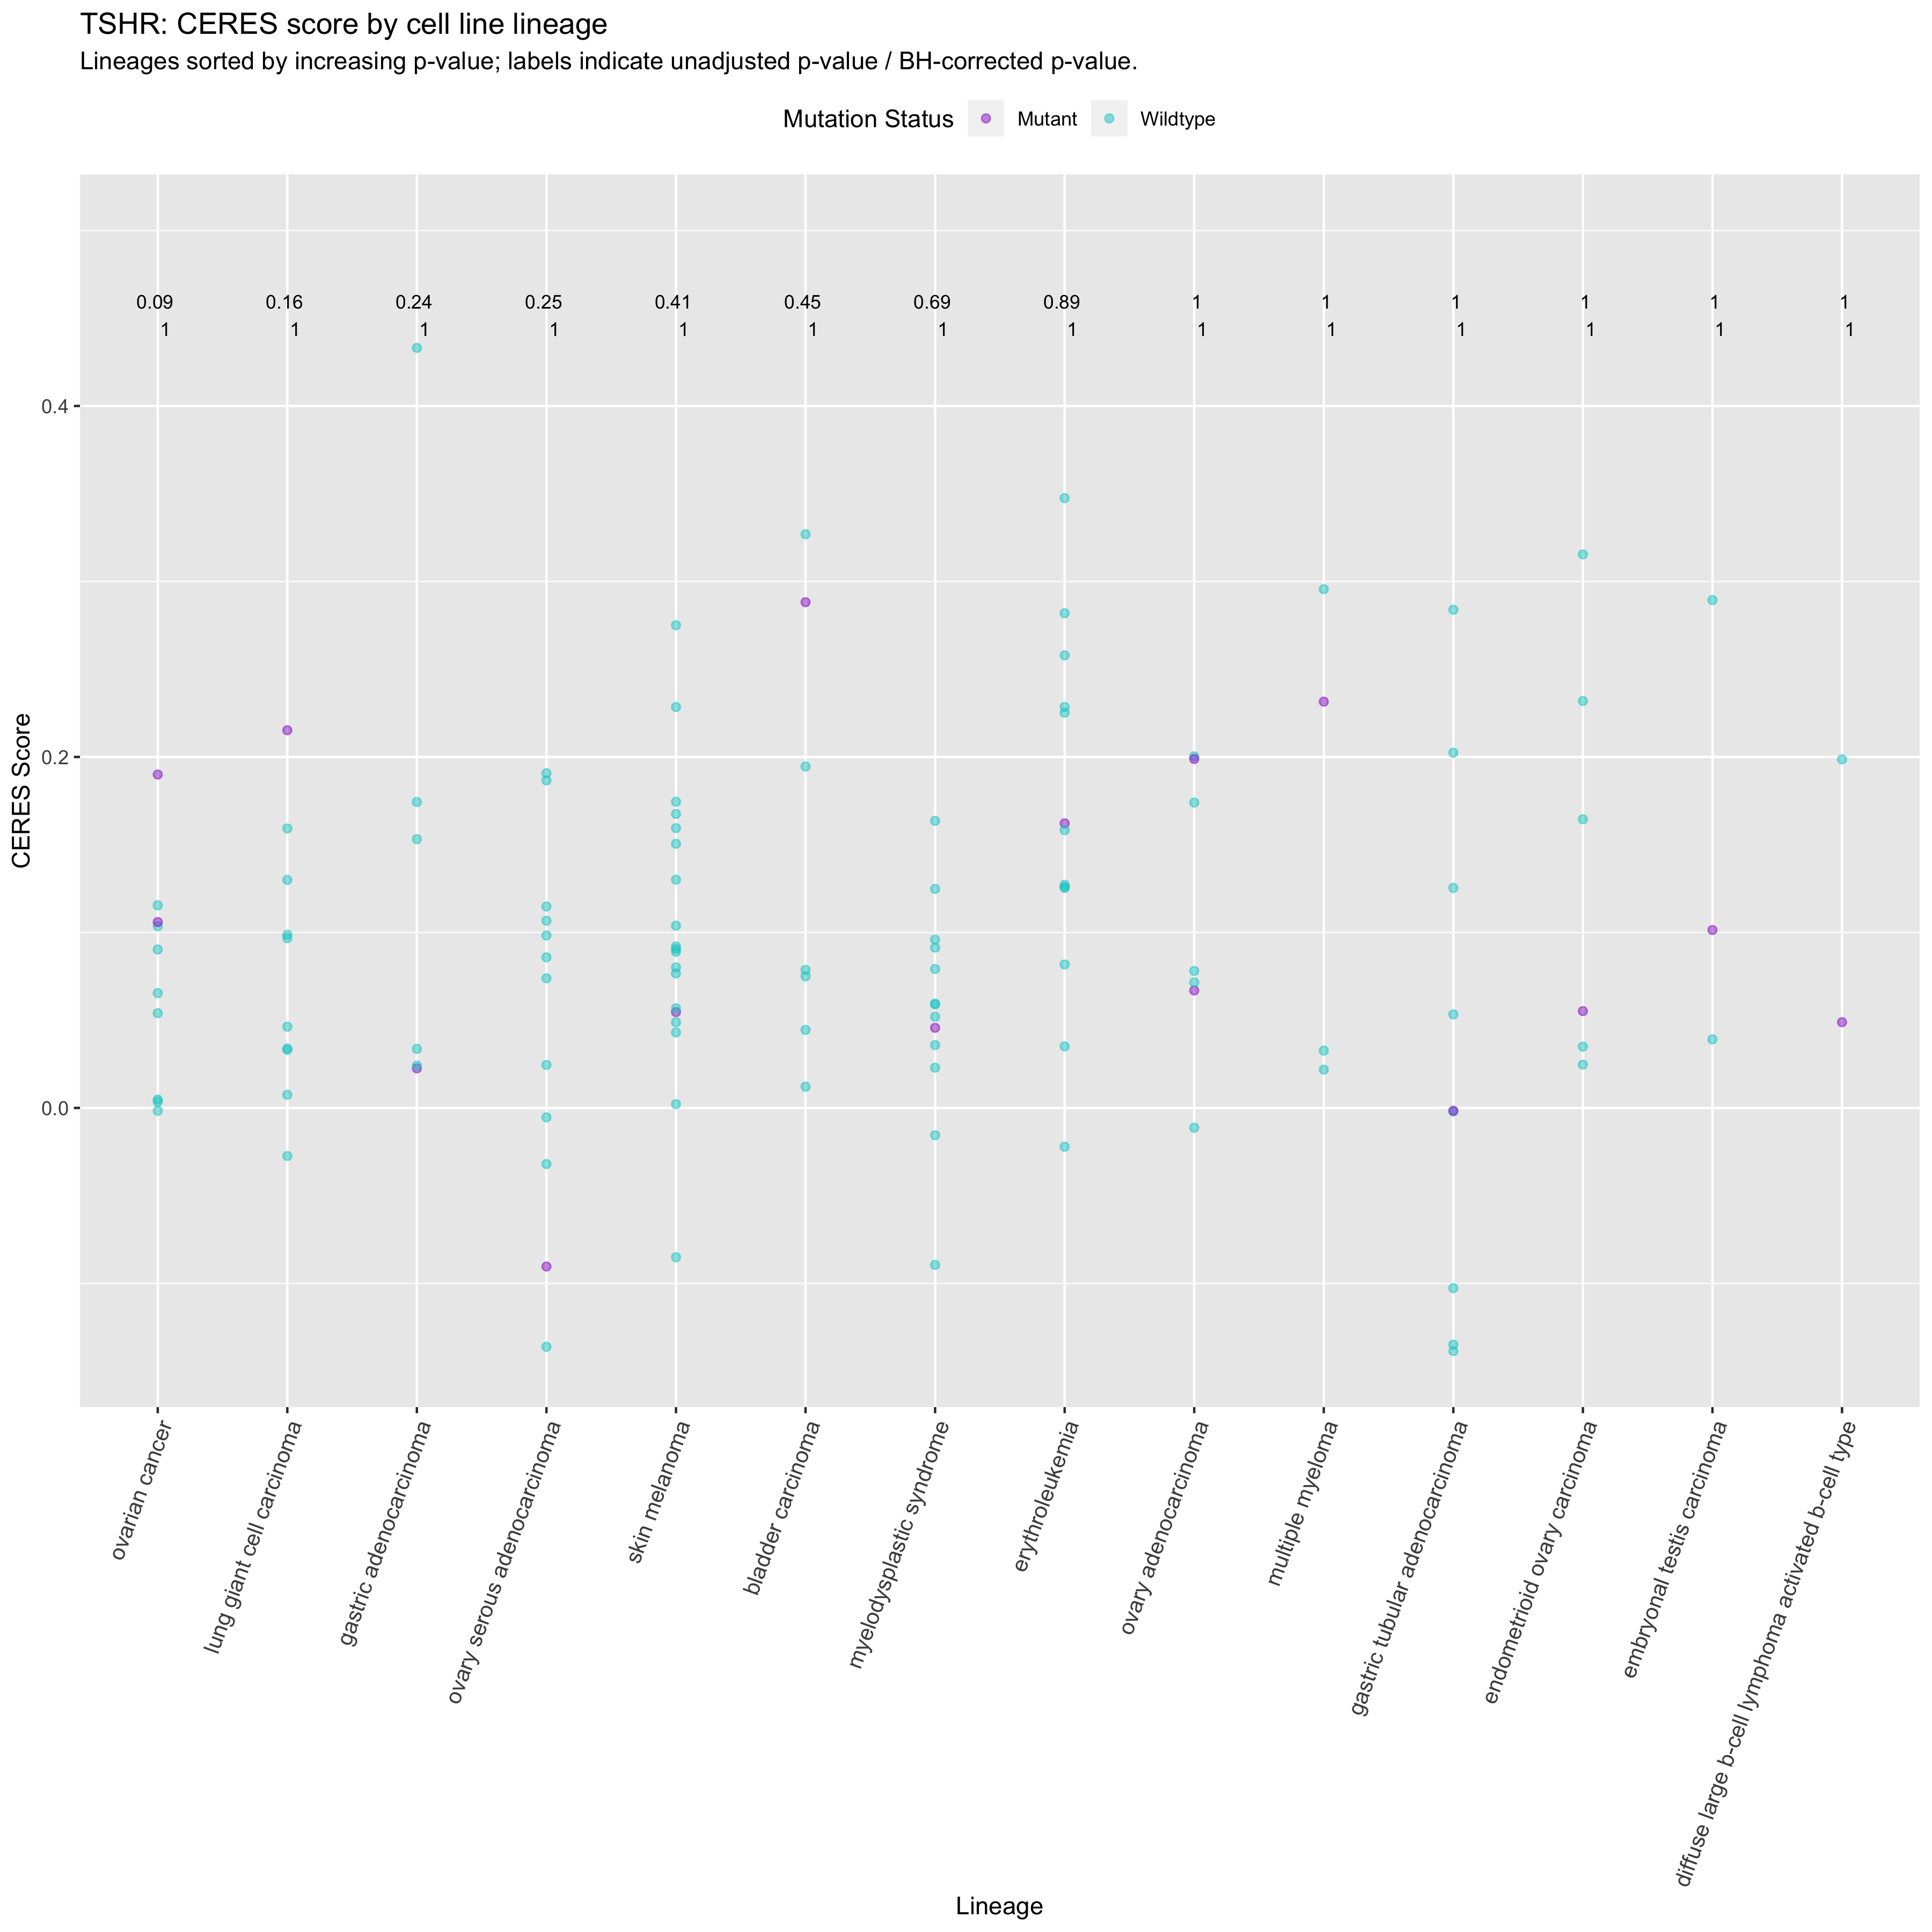 TSHR: CERES score by cell line lineage
Lineages sorted by increasing p-value; labels indicate unadjusted p-value / BH-corrected p-value.
Mutation Status Mutant Wildtype
0.09 0.16 0.24 0.25 0.41 0.45 0.69 0.89 1 1 1 1 1 1
1 1 1 1 1 1 1 1 1 1 1 1 1 1
0.4
0.2
0.0
CERES Score
ovarian cancer
lung giant cell carcinoma
gastric adenocarcinoma
ovary serous adenocarcinoma
skin melanoma
bladder carcinoma
myelodysplastic syndrome
erythroleukemia
ovary adenocarcinoma
multiple myeloma
gastric tubular adenocarcinoma
endometrioid ovary carcinoma
embryonal testis carcinoma
diffuse large b-cell lymphoma activated b-cell type
Lineage